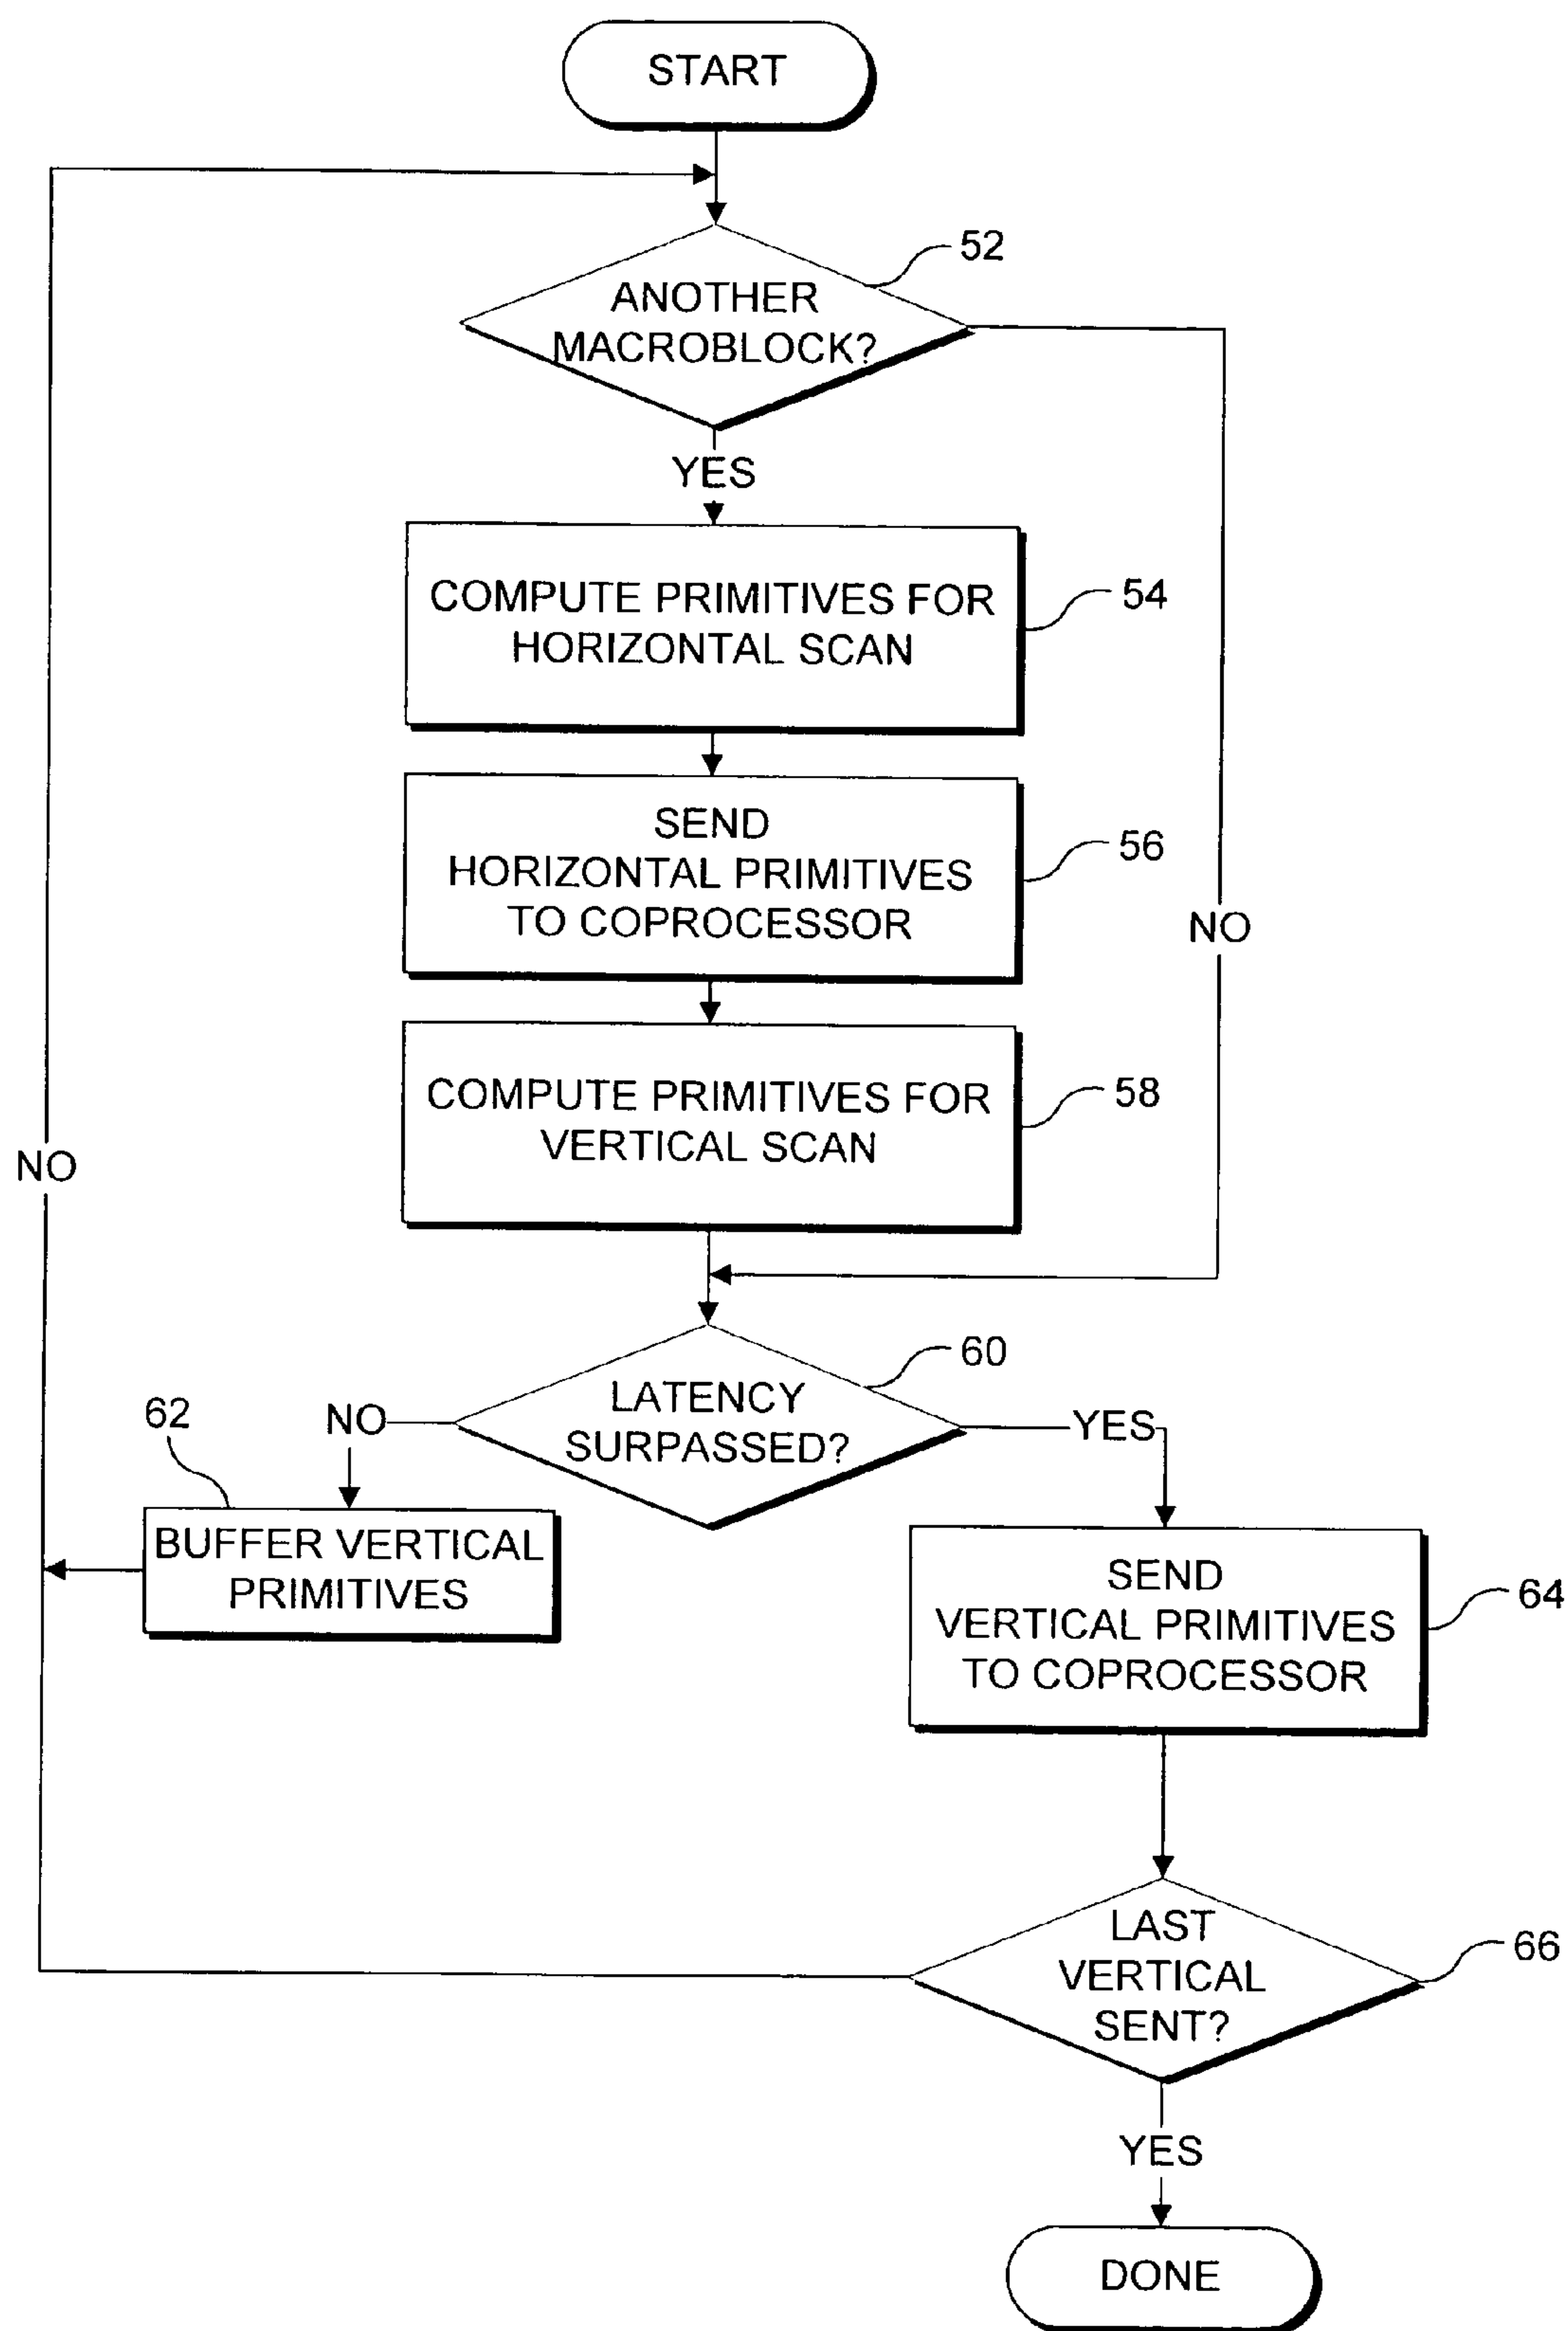 START
52
ANOTHER
MACROBLOCK?
YES
COMPUTE PRIMITIVES FOR
HORIZONTAL SCAN
54
SEND
HORIZONTAL PRIMITIVES
TO COPROCESSOR
56
NO
COMPUTE PRIMITIVES FOR
VERTICAL SCAN
58
NO
60
LATENCY
SURPASSED?
NO
YES
62
BUFFER VERTICAL
PRIMITIVES
SEND
VERTICAL PRIMITIVES
TO COPROCESSOR
64
LAST
VERTICAL
SENT?
66
YES
DONE